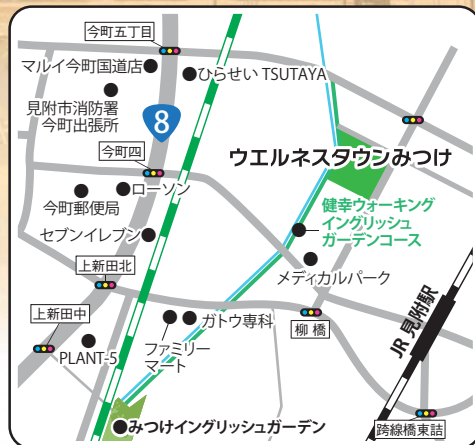 今町五丁目
マルイ今町国道店
ひらせい TSUTAYA
見附市消防署
今町出張所
8
ウエルネスタウンみつけ
今町四
ローソン
今町郵便局
健幸ウォーキング
イングリッシュ
ガーデンコース
セブンイレブン
メディカルパーク
上新田北
上新田中
ガトウ専科
ファミリー
マート
柳橋
JR 見附駅
PLANT-5
みつけイングリッシュガーデン
跨線橋東詰